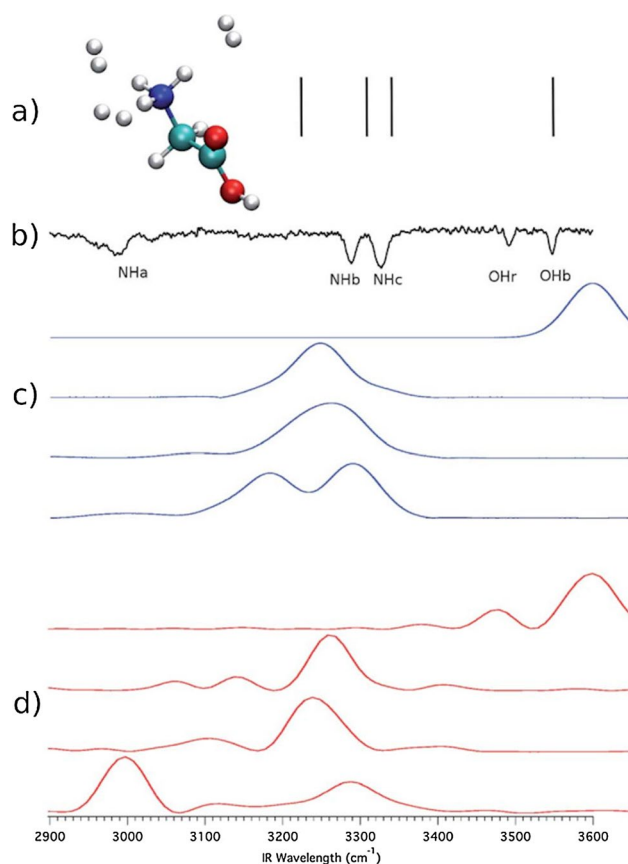 a)
b)
NHa
NHb
NHc
OHr
OHb
c)
d)
2900 3000 3100 3200 3300 3400 3500 3600
IR Wavelength (cm-1)